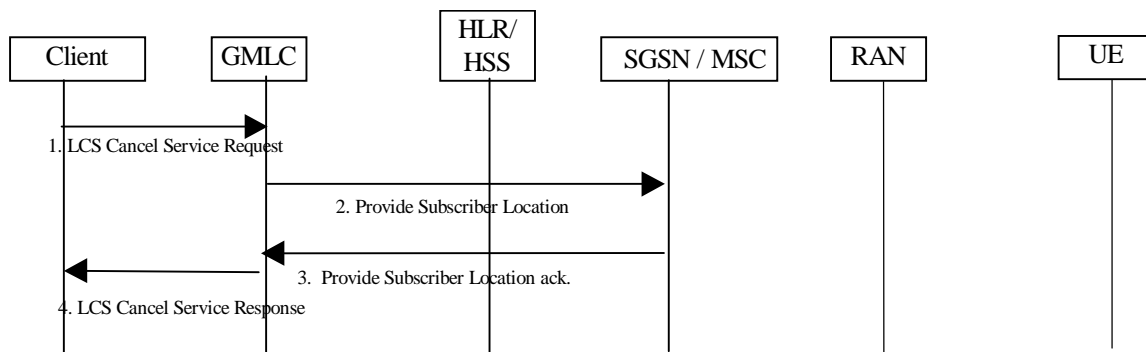 Client
GMLC
HLR/
HSS
SGSN / MSC
RAN
UE
1. LCS Cancel Service Request
2. Provide Subscriber Location
3. Provide Subscriber Location ack.
4. LCS Cancel Service Response